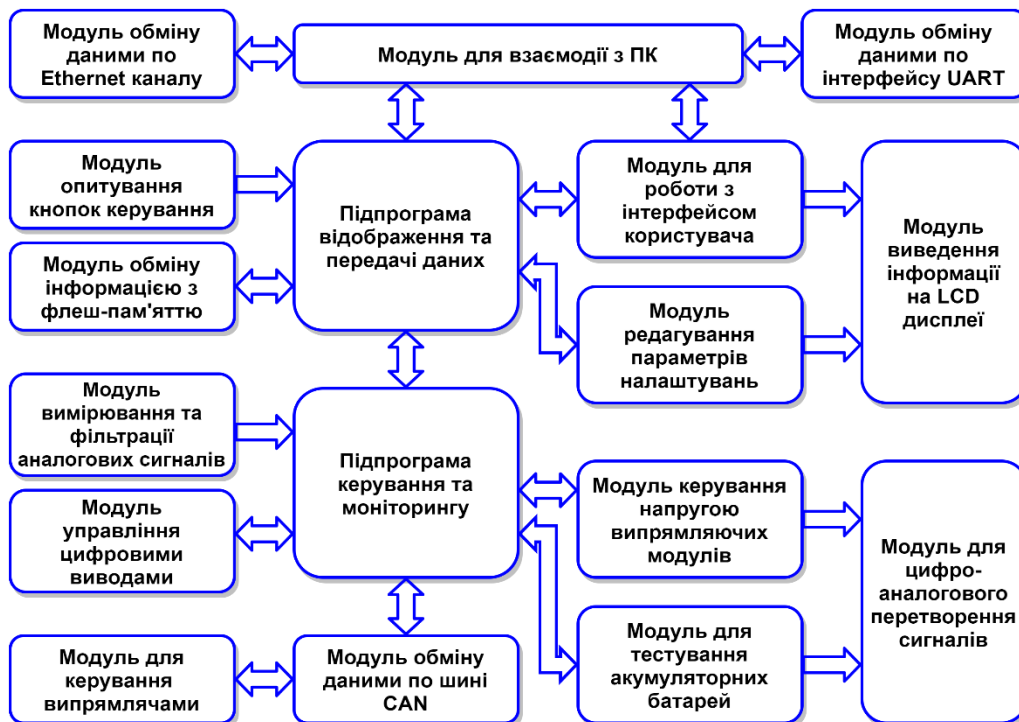 Модуль обміну
даними по
Ethernet каналу
Модуль для взаємодії з ПК
Модуль обміну
даними по
інтерфейсу UART
Модуль
опитування
кнопок керування
Підпрограма
відображення та
передачі даних
Модуль для
роботи з
інтерфейсом
користувача
Модуль
виведення
інформації
на LCD
дисплеї
Модуль обміну
інформацією з
флеш-пам'яттю
Модуль
редагування
параметрів
налаштувань
Модуль
вимірювання та
фільтрації
аналогових сигналів
Підпрограма
керування та
моніторингу
Модуль керування
напругою
випрямляючих
модулів
Модуль для
цифро-
аналогового
перетворення
сигналів
Модуль
управління
цифровими
виводами
Модуль для
керування
випрямлячами
Модуль обміну
даними по шині
CAN
Модуль для
тестування
акумуляторних
батарей